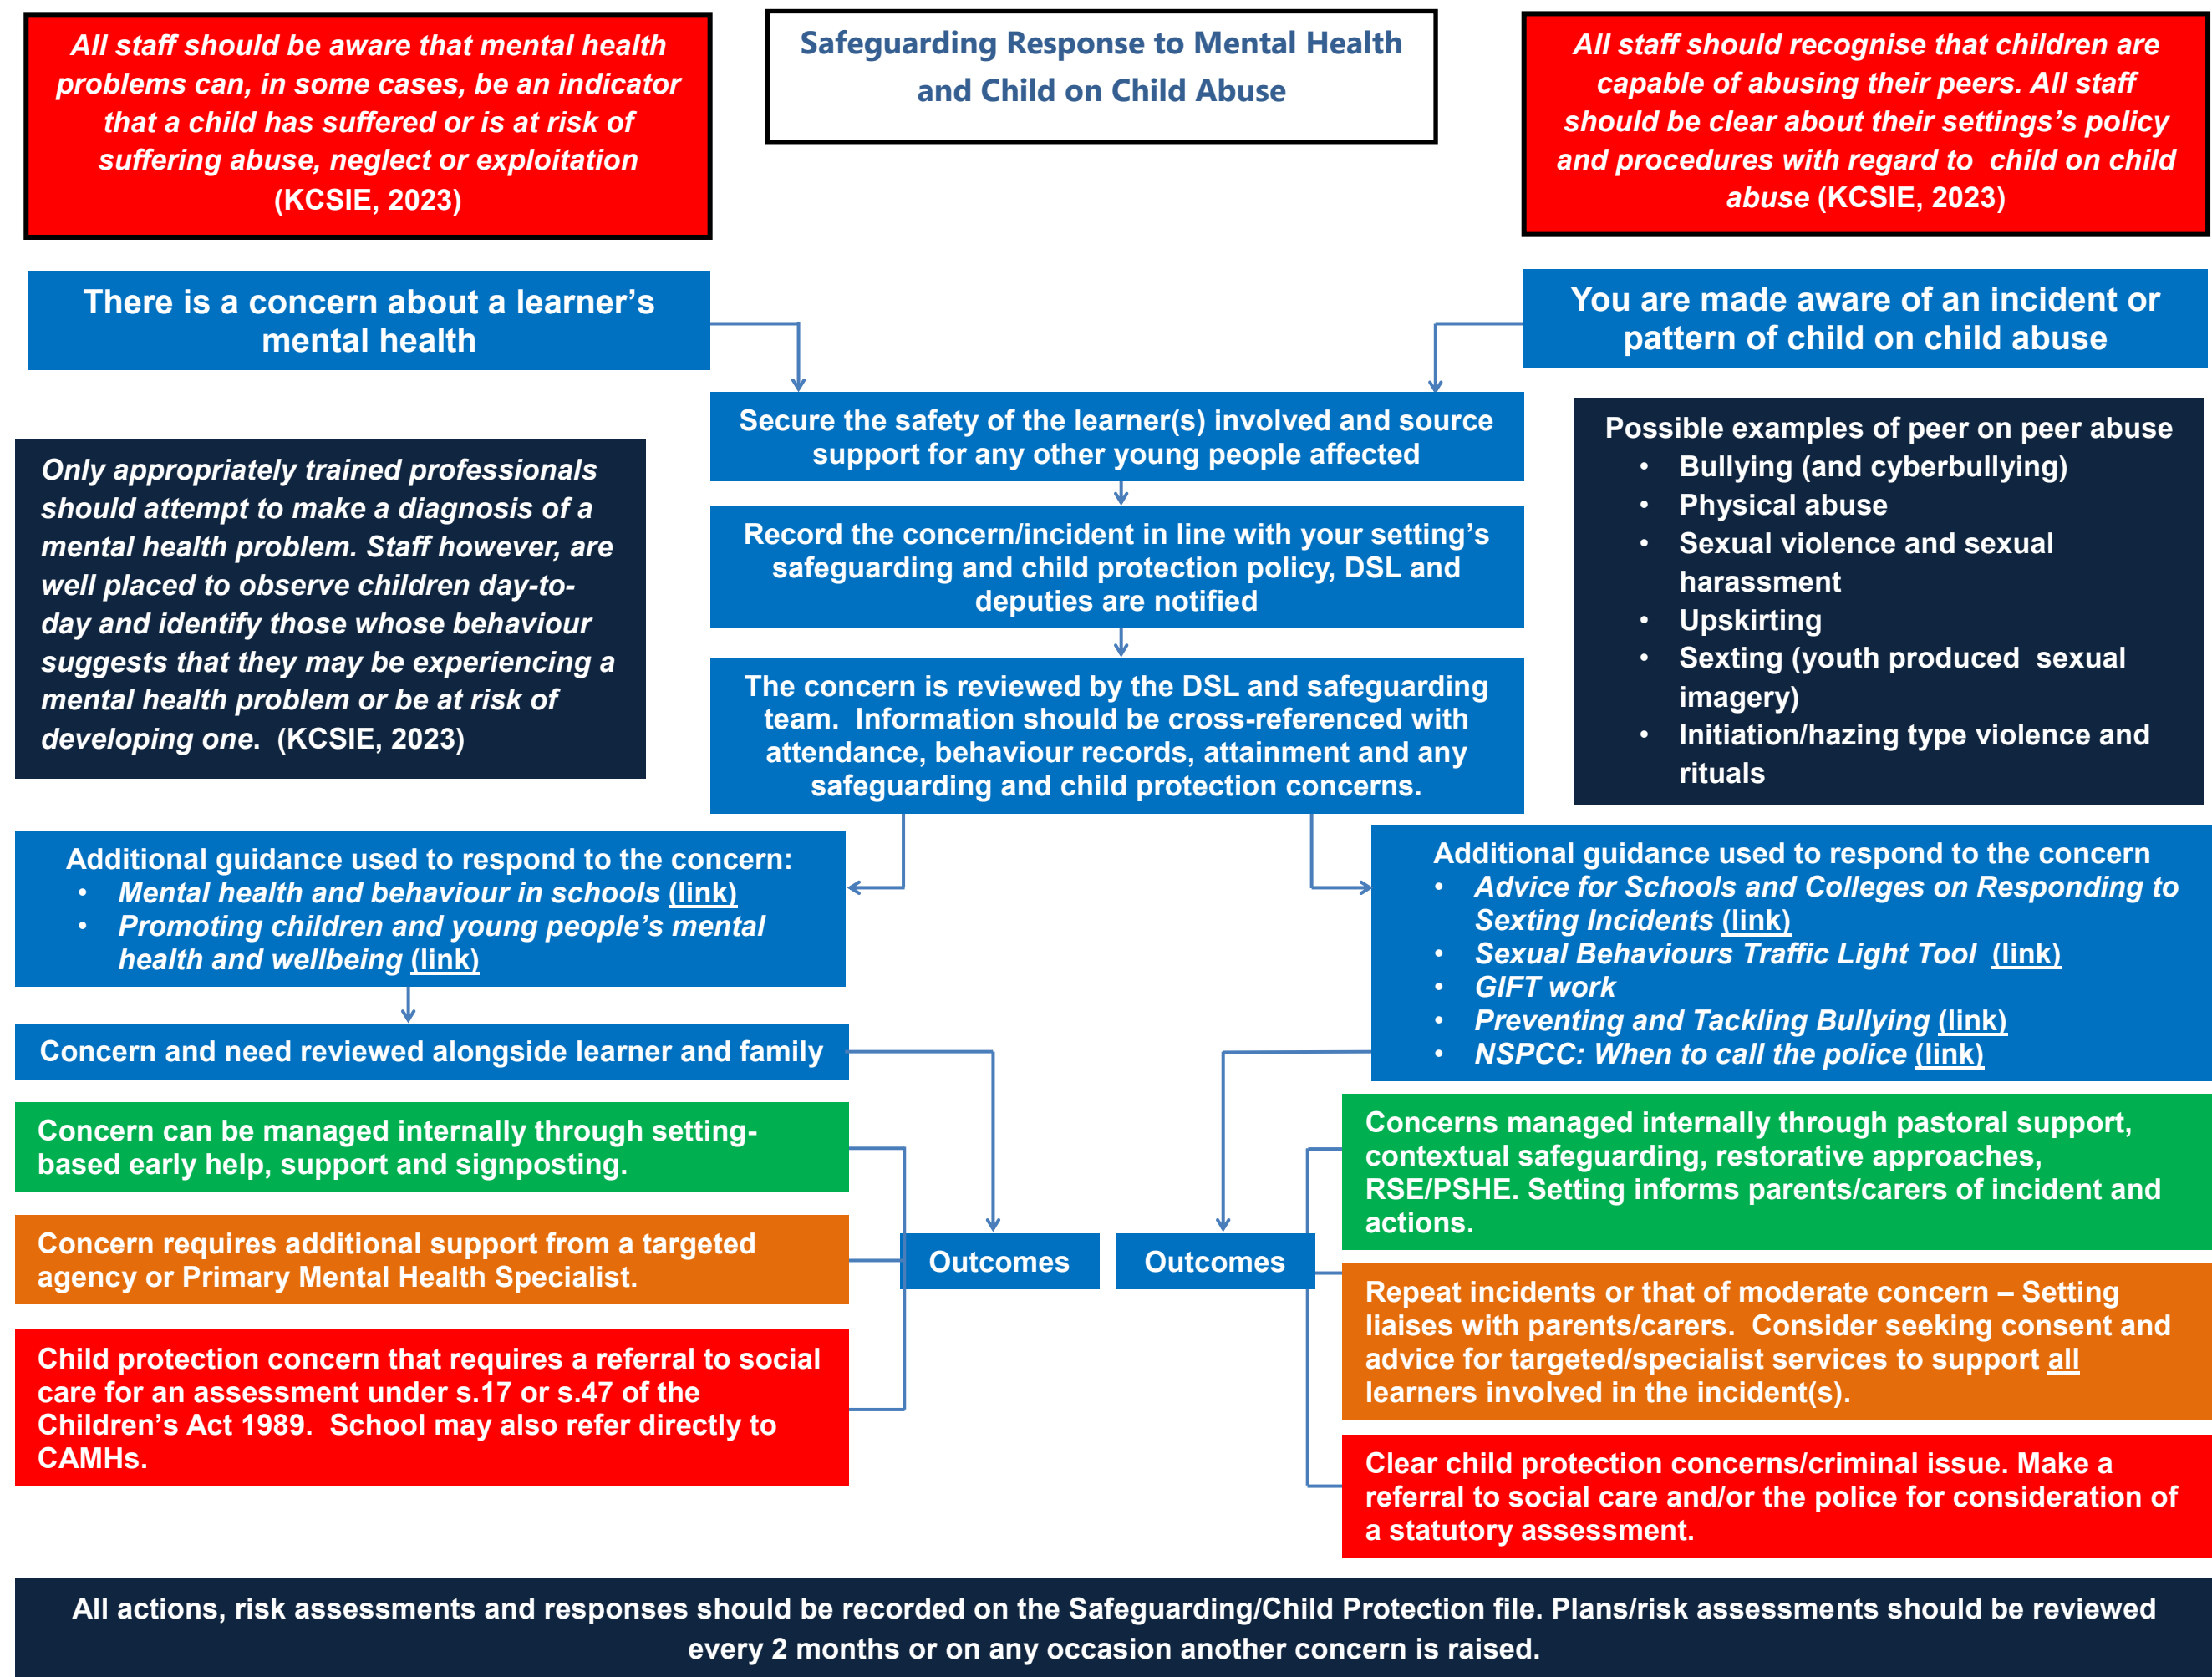 All staff should be aware that mental health
problems can, in some cases, be an indicator
that a child has suffered or is at risk of
suffering abuse, neglect or exploitation
(KCSIE, 2023)
Safeguarding Response to Mental Health
and Child on Child Abuse
All staff should recognise that children are
capable of abusing their peers. All staff
should be clear about their settings's policy
and procedures with regard to child on child
abuse (KCSIE, 2023)
There is a concern about a learner’s
mental health
You are made aware of an incident or
pattern of child on child abuse
Secure the safety of the learner(s) involved and source
support for any other young people affected
Only appropriately trained professionals
should attempt to make a diagnosis of a
mental health problem. Staff however, are
well placed to observe children day-to-
day and identify those whose behaviour
suggests that they may be experiencing a
mental health problem or be at risk of
developing one. (KCSIE, 2023)
Record the concern/incident in line with your setting’s
safeguarding and child protection policy, DSL and
deputies are notified
Possible examples of peer on peer abuse
• Bullying (and cyberbullying)
• Physical abuse
• Sexual violence and sexual
harassment
• Upskirting
• Sexting (youth produced sexual
imagery)
• Initiation/hazing type violence and
rituals
The concern is reviewed by the DSL and safeguarding
team. Information should be cross-referenced with
attendance, behaviour records, attainment and any
safeguarding and child protection concerns.
Additional guidance used to respond to the concern:
• Mental health and behaviour in schools (link)
• Promoting children and young people’s mental
health and wellbeing (link)
Additional guidance used to respond to the concern
• Advice for Schools and Colleges on Responding to
Sexting Incidents (link)
• Sexual Behaviours Traffic Light Tool (link)
• GIFT work
• Preventing and Tackling Bullying (link)
• NSPCC: When to call the police (link)
Concern and need reviewed alongside learner and family
Concern can be managed internally through setting-
based early help, support and signposting.
Concern requires additional support from a targeted
agency or Primary Mental Health Specialist.
Child protection concern that requires a referral to social
care for an assessment under s.17 or s.47 of the
Children’s Act 1989. School may also refer directly to
CAMHs.
Outcomes
Outcomes
Concerns managed internally through pastoral support,
contextual safeguarding, restorative approaches,
RSE/PSHE. Setting informs parents/carers of incident and
actions.
Repeat incidents or that of moderate concern – Setting
liaises with parents/carers. Consider seeking consent and
advice for targeted/specialist services to support all
learners involved in the incident(s).
Clear child protection concerns/criminal issue. Make a
referral to social care and/or the police for consideration of
a statutory assessment.
All actions, risk assessments and responses should be recorded on the Safeguarding/Child Protection file. Plans/risk assessments should be reviewed
every 2 months or on any occasion another concern is raised.